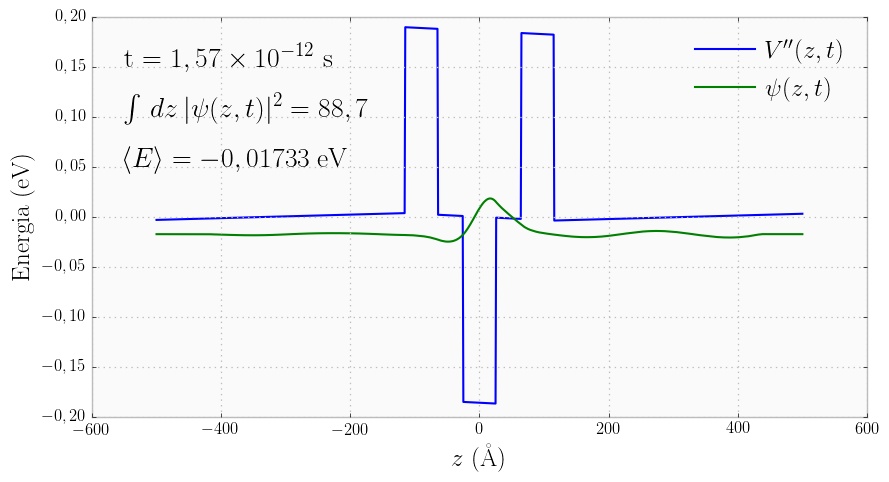 0,20
0,15
0,10
0,05
0,00
−0,05
−0,10
−0,15
−0,20
Energia (eV)
t = 1,57 × 10⁻¹² s
∫ dz |ψ(z, t)|² = 88,7
⟨E⟩ = −0,01733 eV
V″(z, t)
ψ(z, t)
−600 −400 −200 0 200 400 600
z (Å)